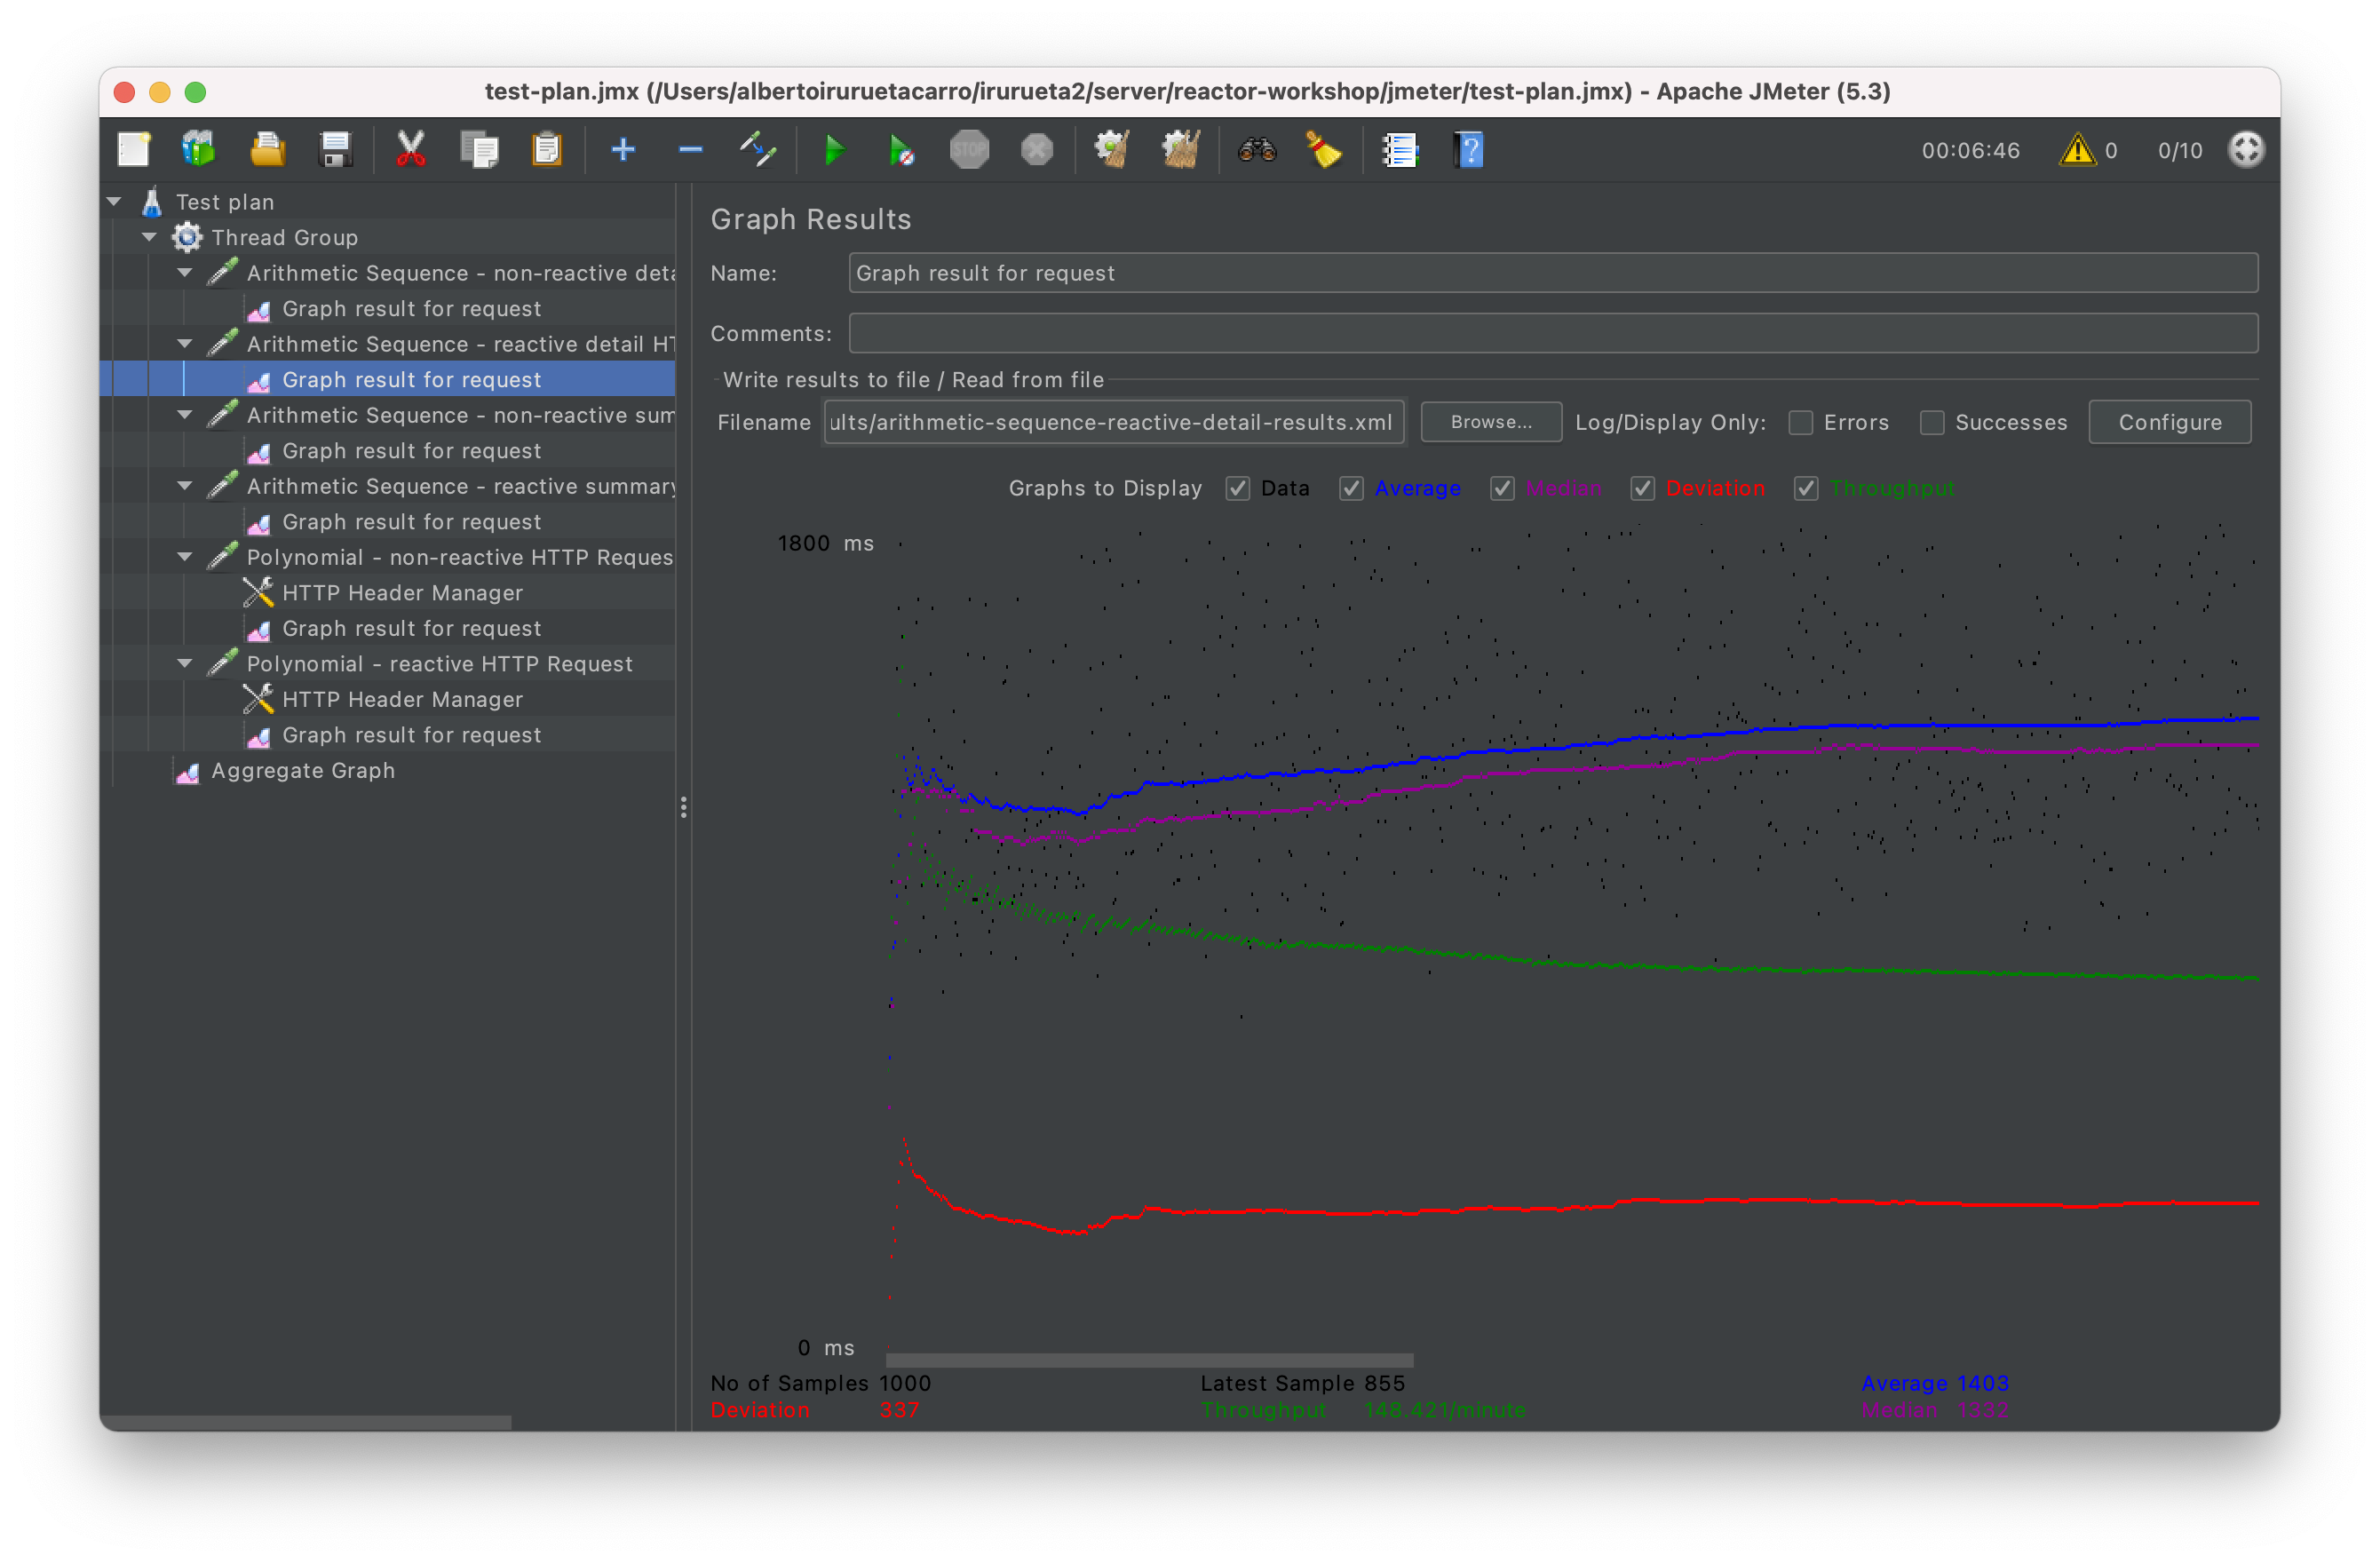 test-plan.jmx (/Users/albertoiruruetacarro/irurueta2/server/reactor-workshop/jmeter/test-plan.jmx) - Apache JMeter (5.3)
STOP
00:06:46 0 0/10
Test plan
Thread Group
Arithmetic Sequence - non-reactive deta
Graph result for request
Arithmetic Sequence - reactive detail HT
Graph result for request
Arithmetic Sequence - non-reactive sum
Graph result for request
Arithmetic Sequence - reactive summary
Graph result for request
Polynomial - non-reactive HTTP Reques
HTTP Header Manager
Graph result for request
Polynomial - reactive HTTP Request
HTTP Header Manager
Graph result for request
Aggregate Graph
Graph Results
Name: Graph result for request
Comments:
Write results to file / Read from file
Filename ults/arithmetic-sequence-reactive-detail-results.xml Browse... Log/Display Only: Errors Successes Configure
Graphs to Display Data Average Median Deviation Throughput
1800 ms
0 ms
No of Samples 1000 Latest Sample 855 Average 1403
Deviation 337 Throughput 148.421/minute Median 1332